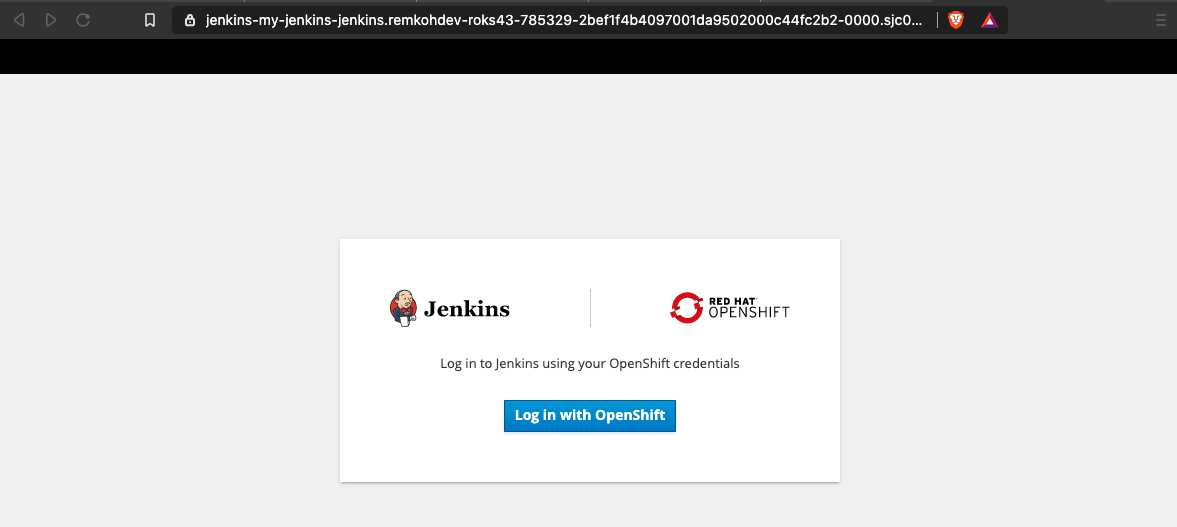 jenkins-my-jenkins-jenkins.remkohdev-roks43-785329-2bef1f4b4097001da9502000c44fc2b2-0000.sjc0...
Jenkins
RED HAT®
OPENSHIFT
Log in to Jenkins using your OpenShift credentials
Log in with OpenShift